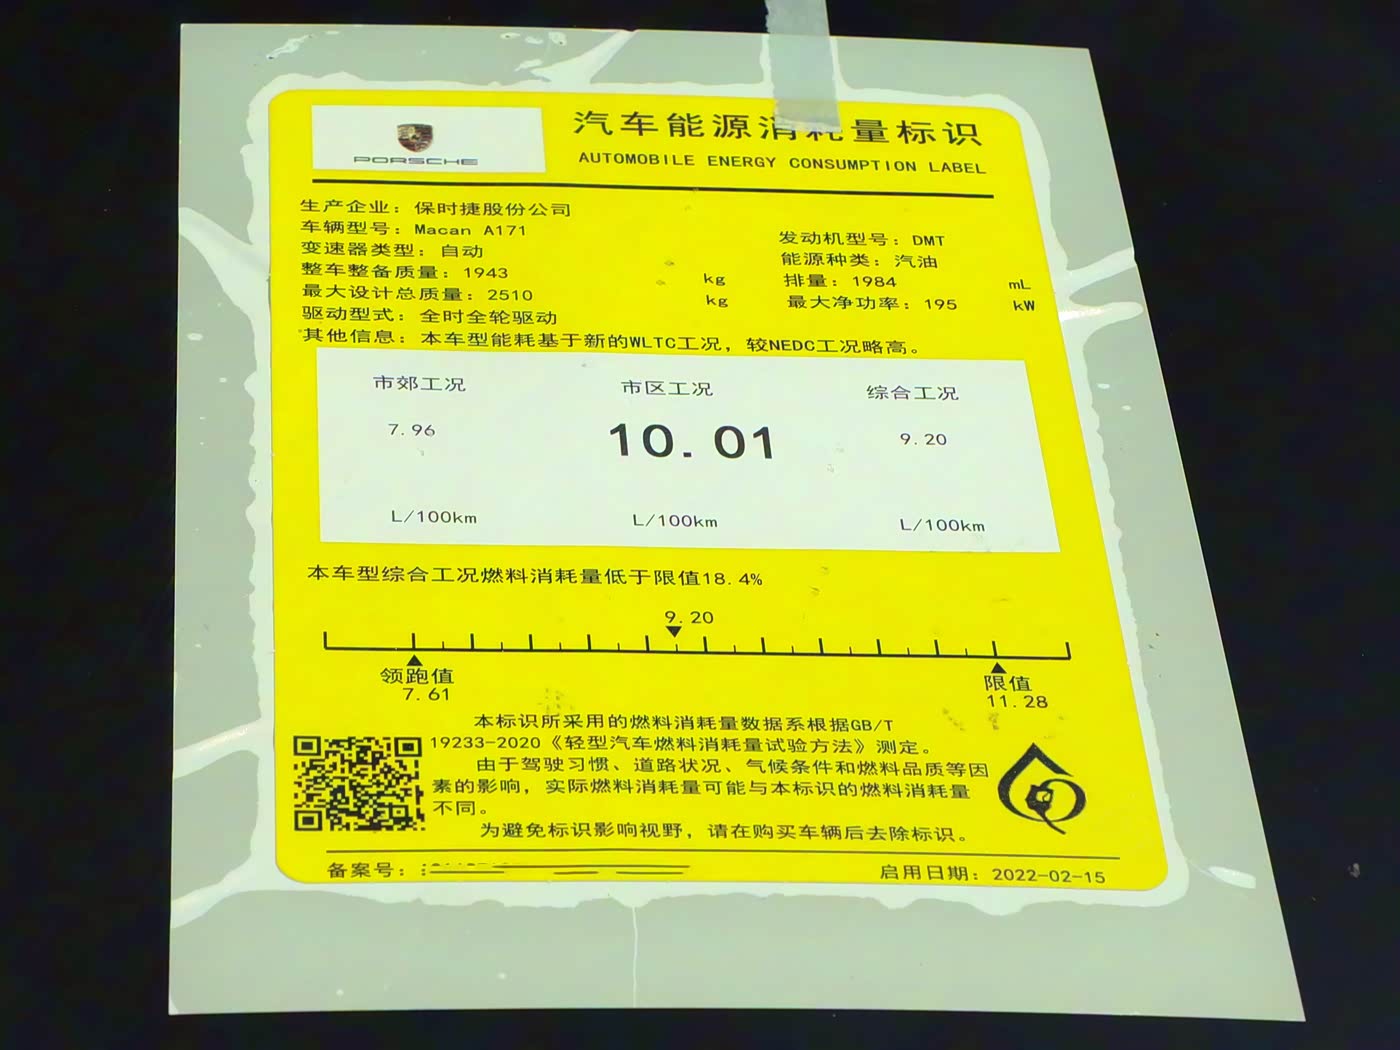 PORSCHE
汽车能源消耗量标识
AUTOMOBILE ENERGY CONSUMPTION LABEL
生产企业：保时捷股份公司
车辆型号：Macan A171
发动机型号：DMT
变速器类型：自动
能源种类：汽油
整车整备质量：1943 kg
排量：1984 mL
最大设计总质量：2510 kg
最大净功率：195 kW
驱动型式：全时全轮驱动
其他信息：本车型能耗基于新的WLTC工况，较NEDC工况略高。
市郊工况 市区工况 综合工况
7.96 10.01 9.20
L/100km L/100km L/100km
本车型综合工况燃料消耗量低于限值18.4%
9.20
领跑值 限值
7.61 11.28
本标识所采用的燃料消耗量数据系根据GB/T
19233-2020《轻型汽车燃料消耗量试验方法》测定。
由于驾驶习惯、道路状况、气候条件和燃料品质等因
素的影响，实际燃料消耗量可能与本标识的燃料消耗量
不同。
为避免标识影响视野，请在购买车辆后去除标识。
备案号：
启用日期：2022-02-15